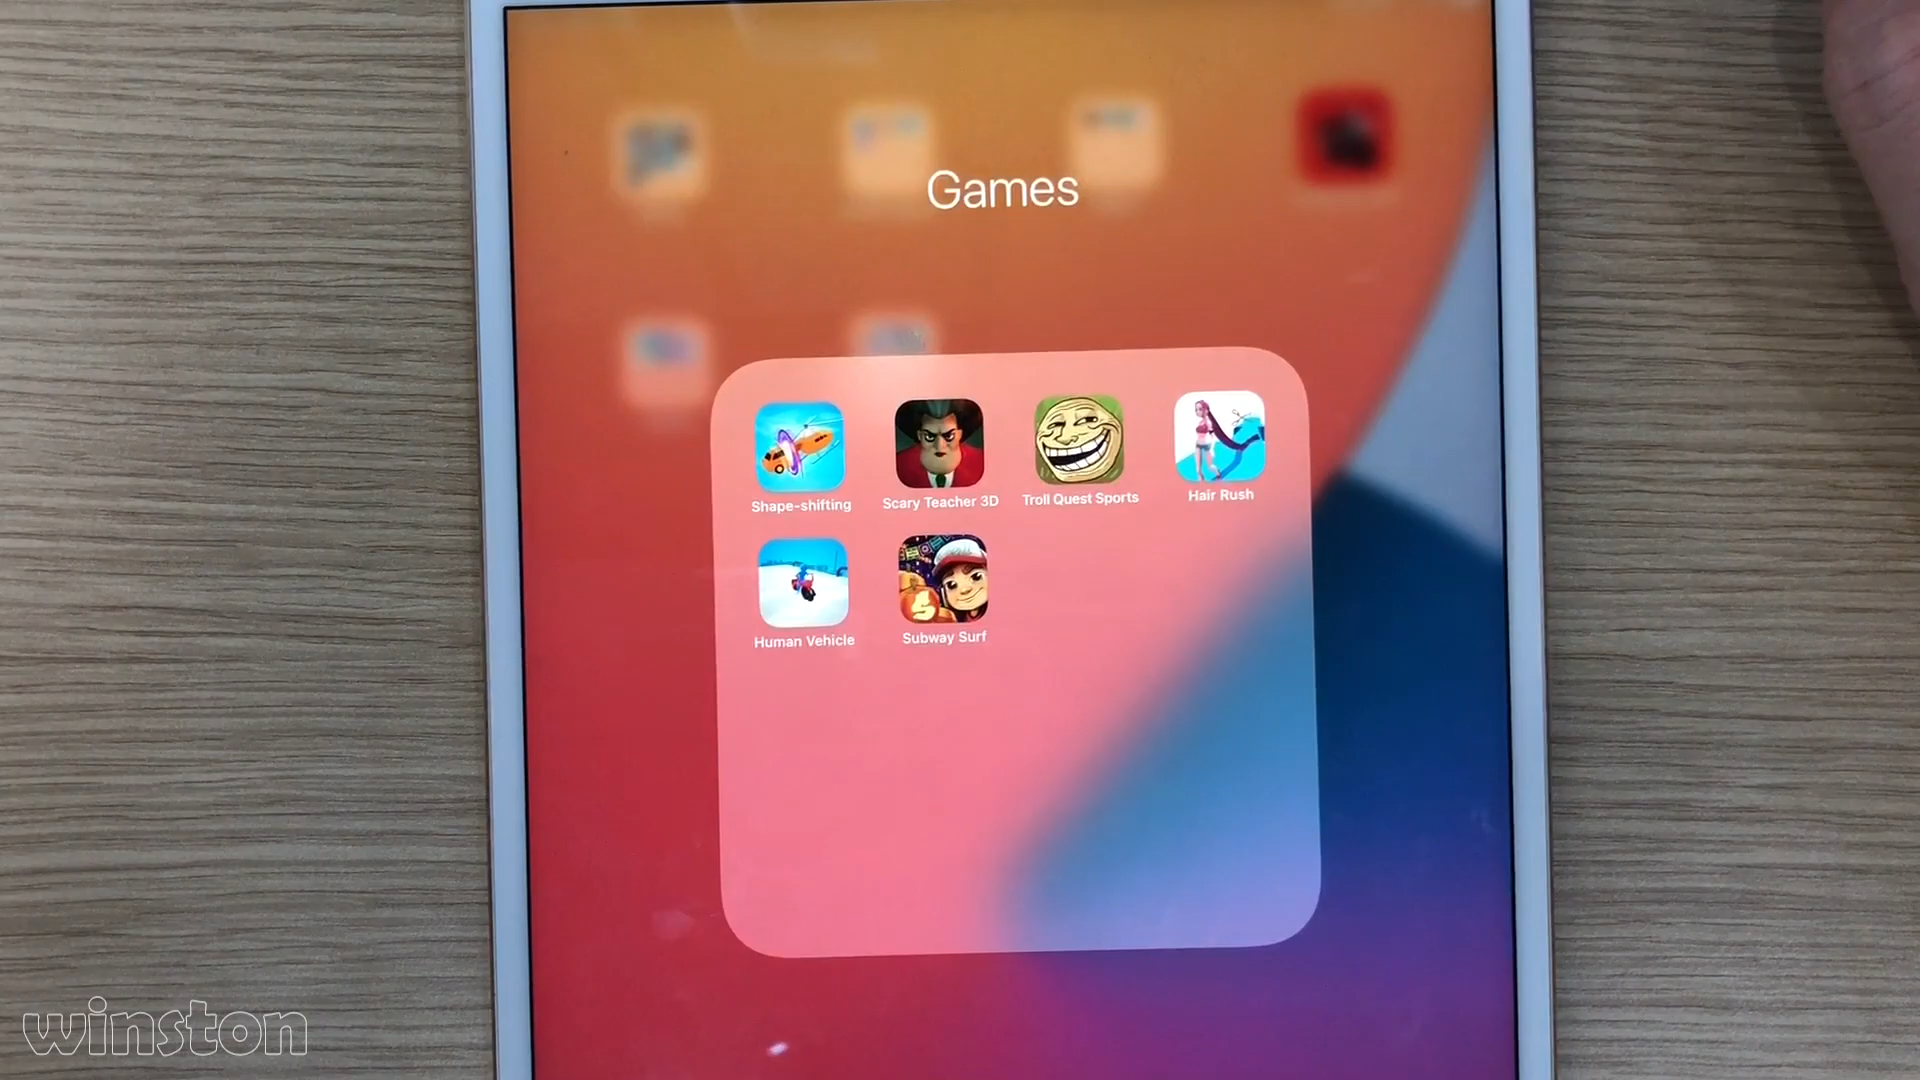 Games
Shape-shifting
Scary Teacher 3D
Troll Quest Sports
Hair Rush
Human Vehicle
Subway Surf
winston